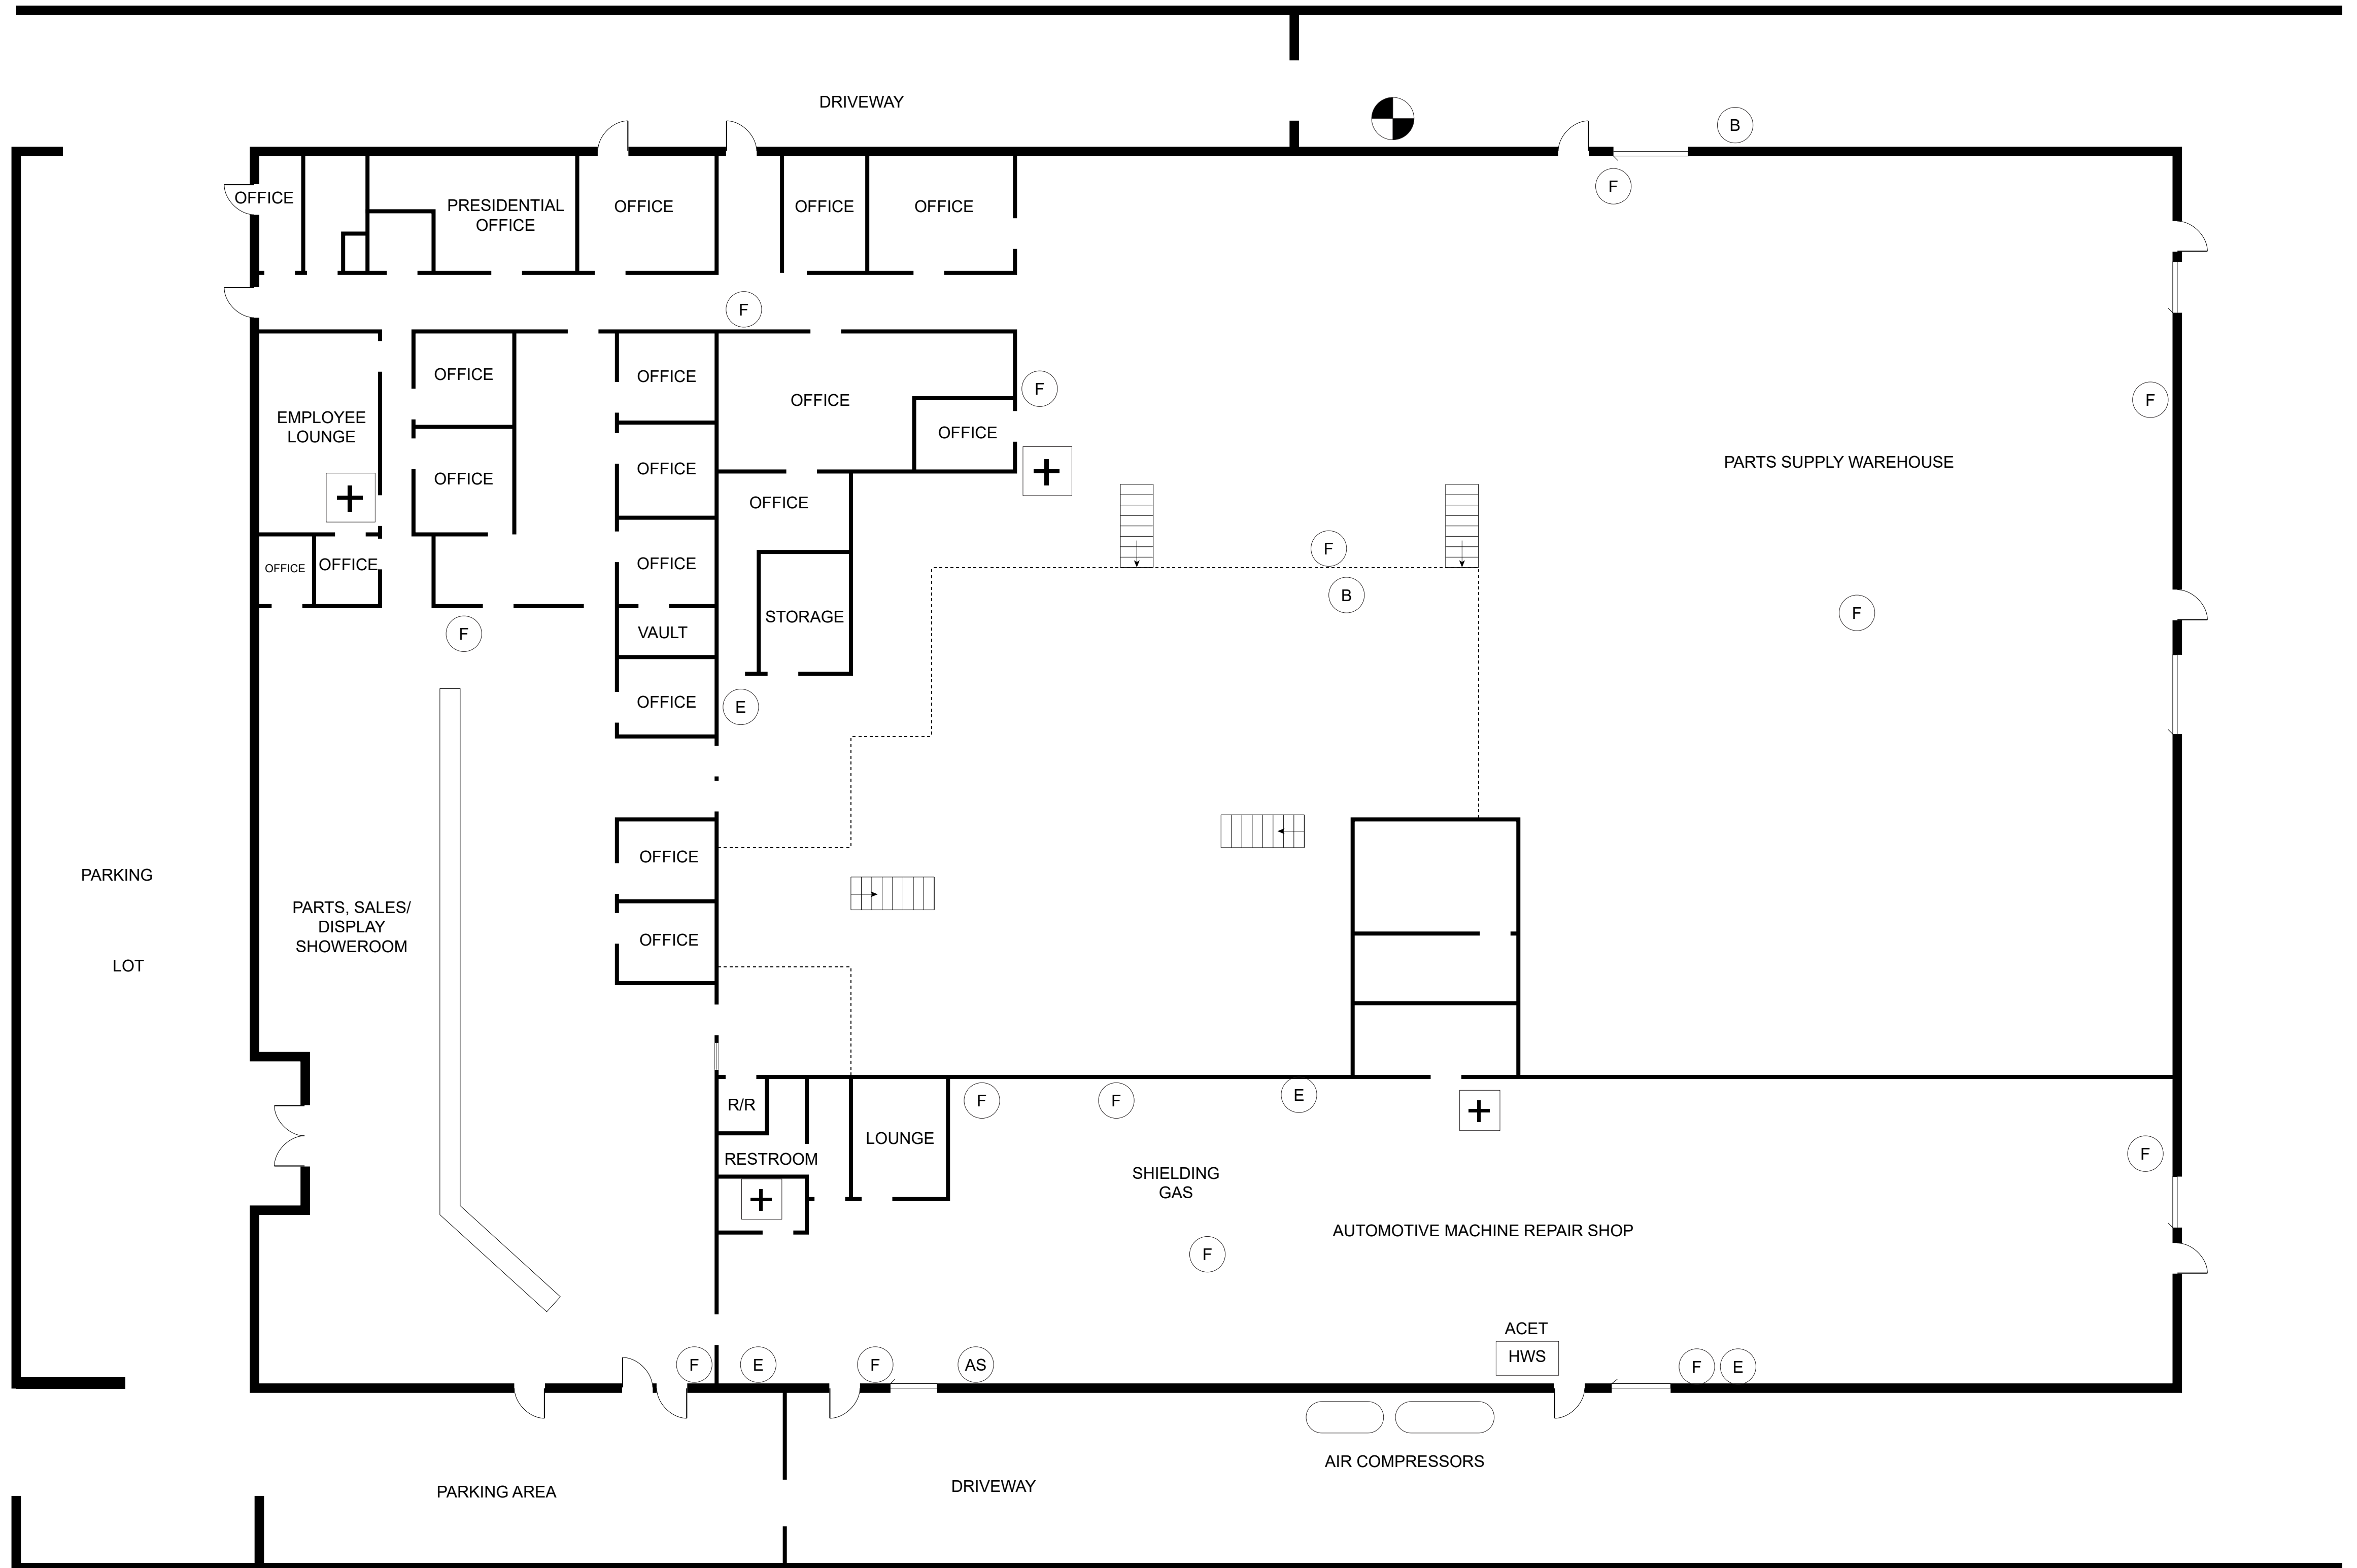 DRIVEWAY
B
OFFICE
PRESIDENTIAL
OFFICE
OFFICE
OFFICE
OFFICE
F
F
OFFICE
OFFICE
F
F
OFFICE
EMPLOYEE
LOUNGE
OFFICE
PARTS SUPPLY WAREHOUSE
OFFICE
OFFICE
OFFICE
F
B
OFFICE
OFFICE
OFFICE
STORAGE
F
F
VAULT
OFFICE
E
OFFICE
PARKING
LOT
PARTS, SALES/
DISPLAY
SHOWEROOM
OFFICE
R/R
F
F
E
LOUNGE
F
RESTROOM
SHIELDING
GAS
AUTOMOTIVE MACHINE REPAIR SHOP
F
ACET
HWS
F
E
F
AS
F
E
AIR COMPRESSORS
PARKING AREA
DRIVEWAY